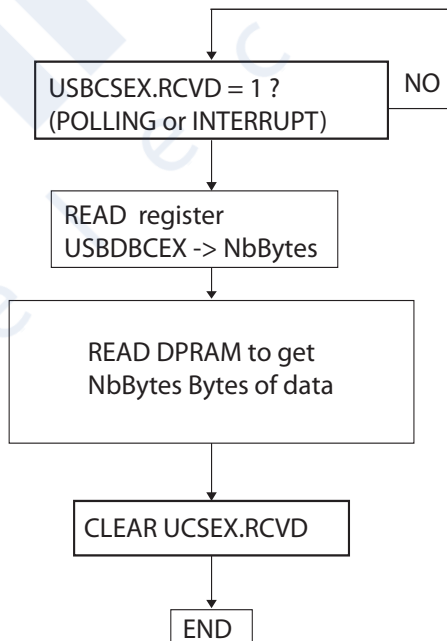 USBCSEX.RCVD = 1 ?
(POLLING or INTERRUPT)
NO
READ register
USBDBCEX -> NbBytes
READ DPRAM to get
NbBytes Bytes of data
CLEAR UCSEX.RCVD
END
e l e c